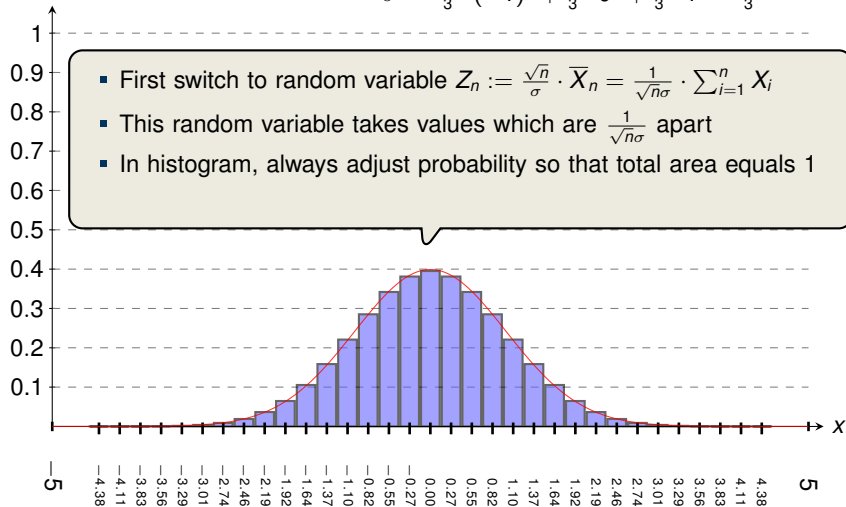 1
0.9
0.8
0.7
0.6
0.5
0.4
0.3
0.2
0.1
▪ First switch to random variable Zₙ := √n/σ · X̅ₙ = 1/(√nσ) · ∑ⁿᵢ₌₁ Xᵢ
▪ This random variable takes values which are 1/(√nσ) apart
▪ In histogram, always adjust probability so that total area equals 1
x
−5 −4.38 −4.11 −3.83 −3.56 −3.29 −3.01 −2.74 −2.46 −2.19 −1.92 −1.64 −1.37 −1.10 −0.82 −0.55 −0.27 0.00 0.27 0.55 0.82 1.10 1.37 1.64 1.92 2.19 2.46 2.74 3.01 3.29 3.56 3.83 4.11 4.38 5